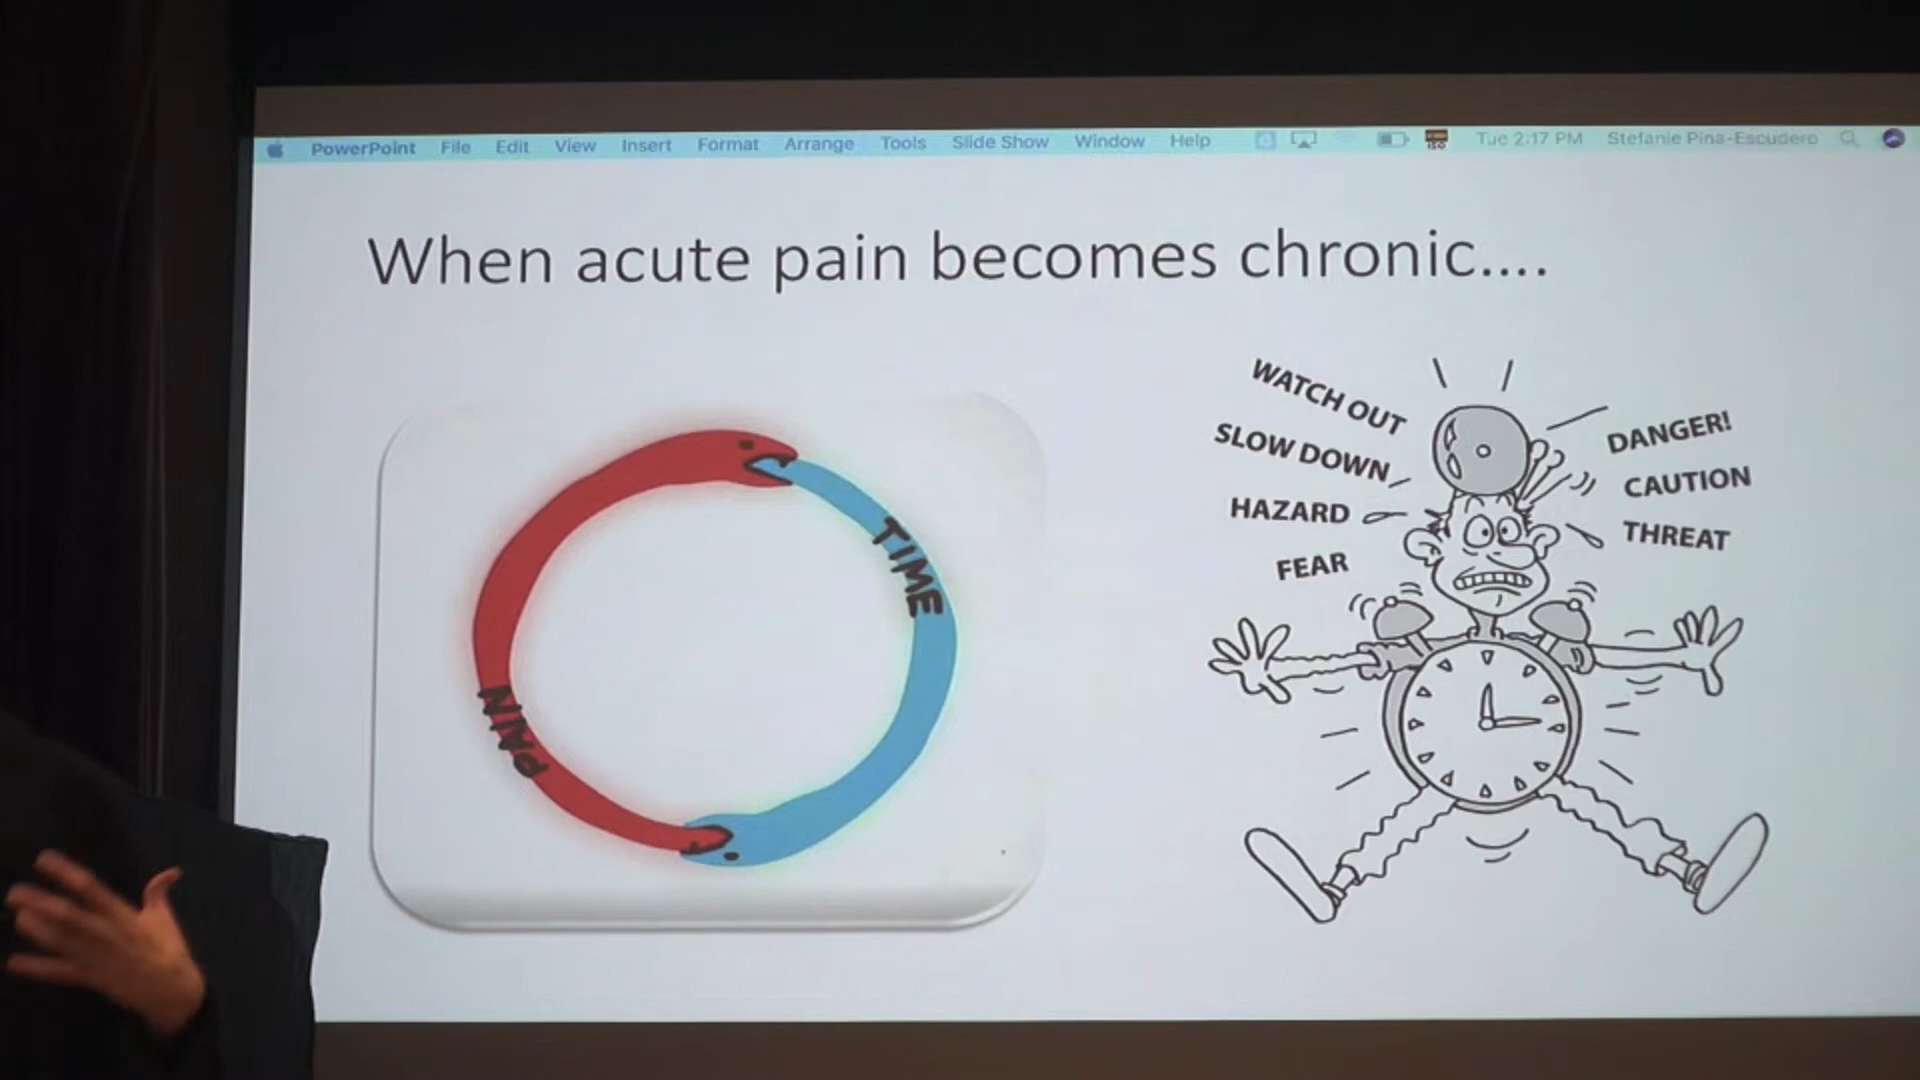 PowerPoint File Edit View Insert Format Arrange Tools Slide Show Window Help Tue 2:17 PM Stefanie Pina-Escudero
When acute pain becomes chronic....
TIME
PAIN
WATCH OUT
SLOW DOWN
HAZARD
FEAR
DANGER!
CAUTION
THREAT